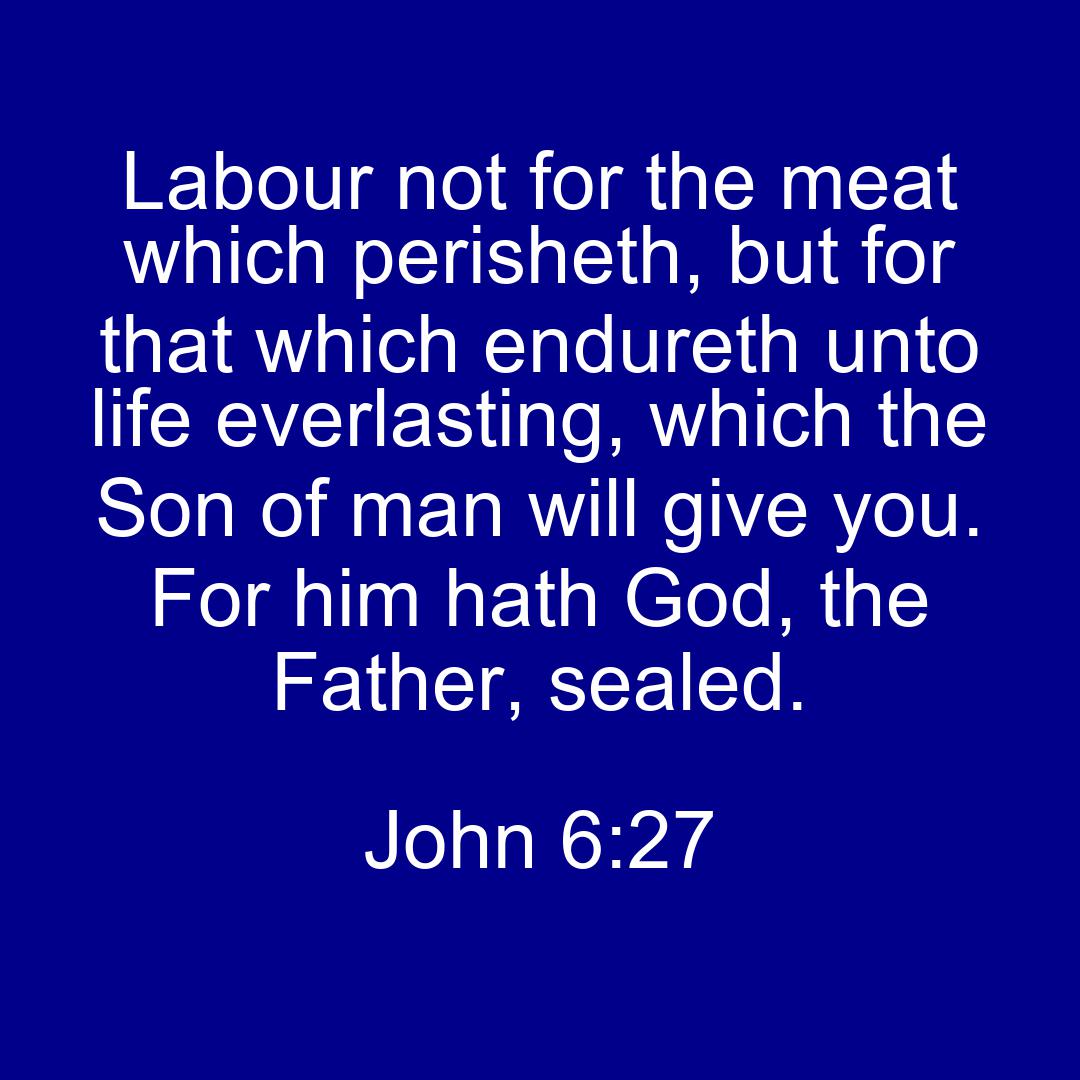 Labour not for the meat
which perisheth, but for
that which endureth unto
life everlasting, which the
Son of man will give you.
For him hath God, the
Father, sealed.
John 6:27